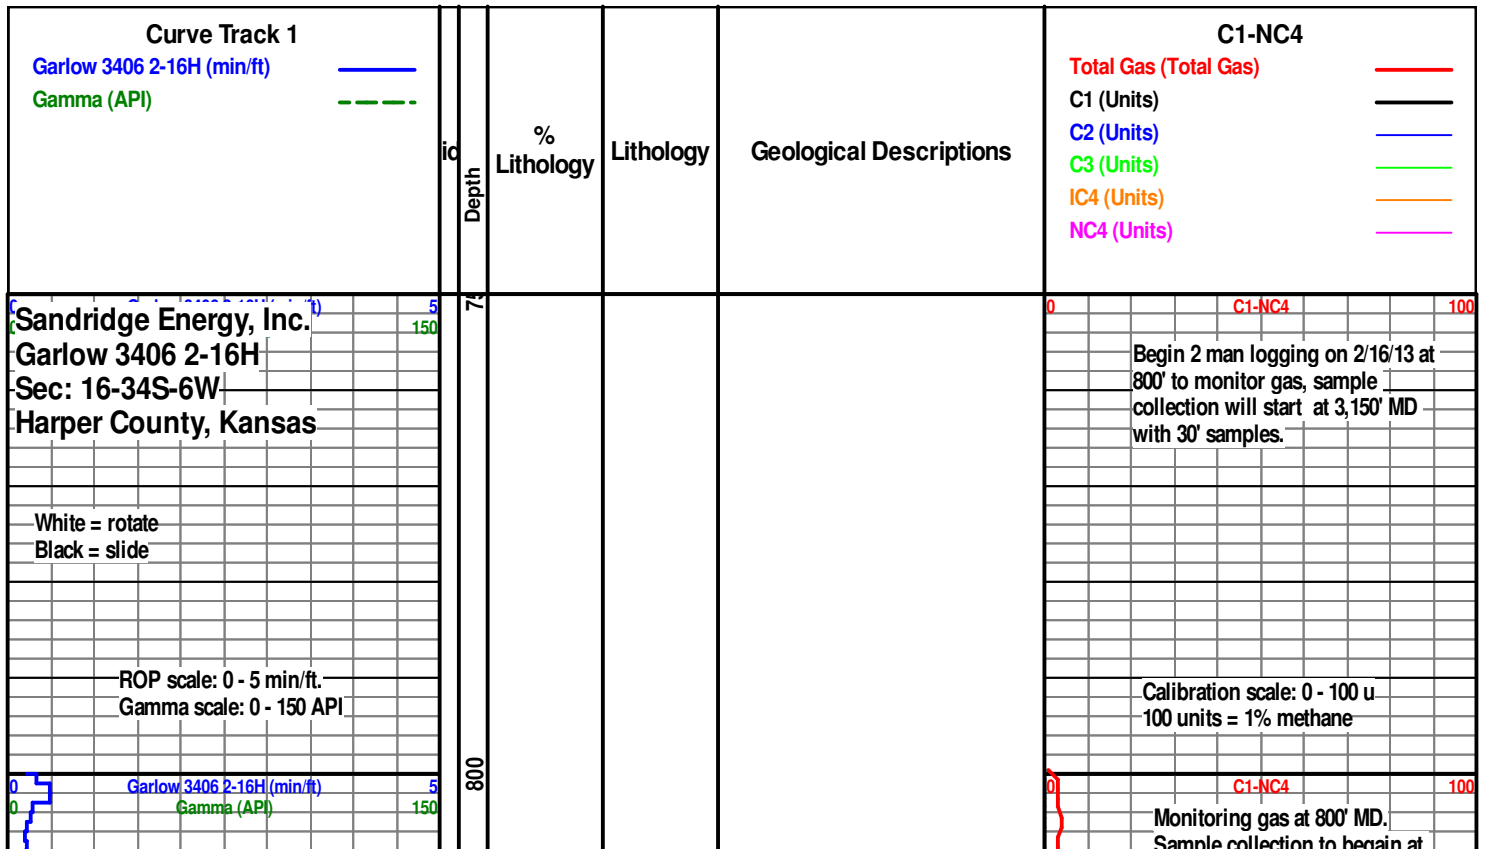 Curve Track 1
Garlow 3406 2-16H (min/ft)
Gamma (API)
Depth
%
Lithology
Lithology
Geological Descriptions
C1-NC4
Total Gas (Total Gas)
C1 (Units)
C2 (Units)
C3 (Units)
IC4 (Units)
NC4 (Units)
5
150
Sandridge Energy, Inc.
Garlow 3406 2-16H
Sec: 16-34S-6W
Harper County, Kansas
White = rotate
Black = slide
ROP scale: 0 - 5 min/ft.
Gamma scale: 0 - 150 API
0 C1-NC4 100
Begin 2 man logging on 2/16/13 at
800' to monitor gas, sample
collection will start at 3,150' MD
with 30' samples.
Calibration scale: 0 - 100 u
100 units = 1% methane
0 Garlow 3406 2-16H (min/ft) 5
0 Gamma (API) 150
800
0 C1-NC4 100
Monitoring gas at 800' MD.
Sample collection to begain at